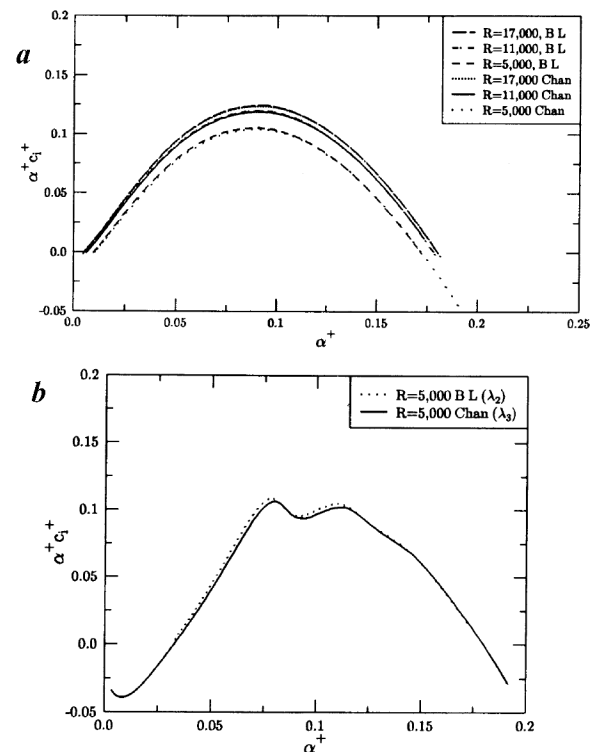 a
0.2
0.15
0.1
0.05
0.0
-0.05
α⁺cᵢ⁺
R=17,000, B L
R=11,000, B L
R=5,000, B L
R=17,000 Chan
R=11,000 Chan
R=5,000 Chan
0.0 0.05 0.1 0.15 0.2 0.25
α⁺
b
0.2
0.15
0.1
0.05
0.0
-0.05
α⁺cᵢ⁺
R=5,000 B L (λ₂)
R=5,000 Chan (λ₃)
0.0 0.05 0.1 0.15 0.2
α⁺